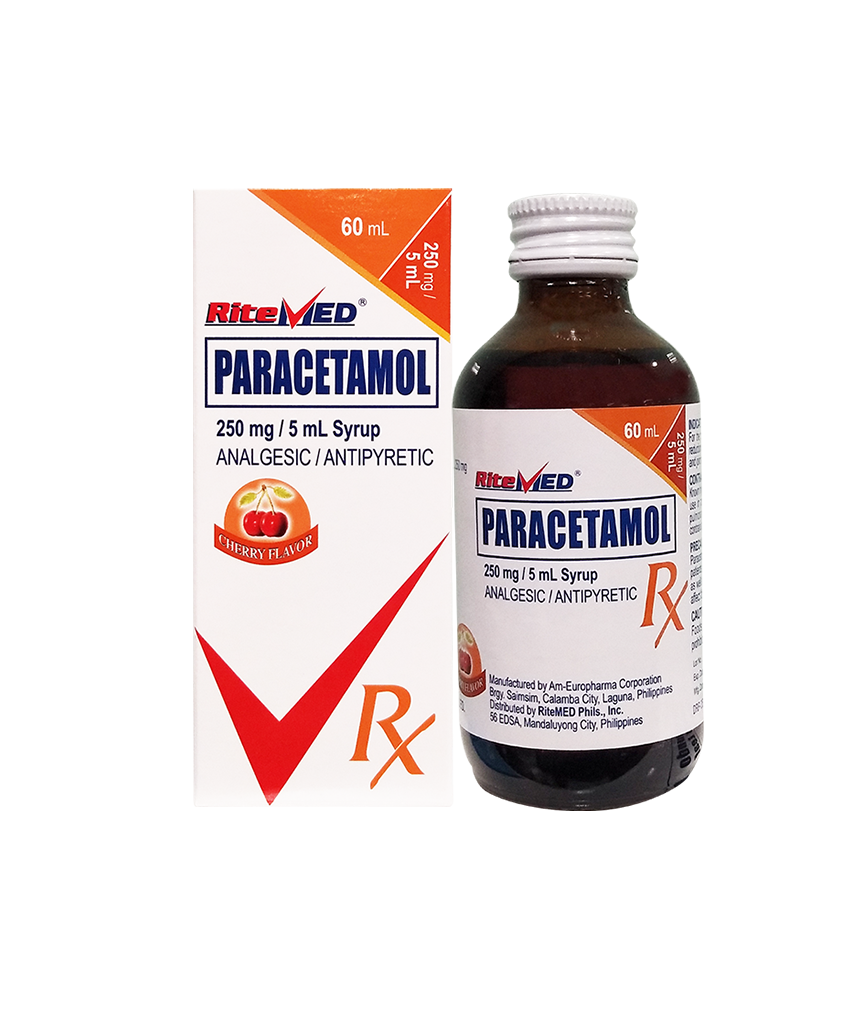 60 mL
250 mg /
5 mL
RiteMED®
PARACETAMOL
250 mg / 5 mL Syrup
ANALGESIC / ANTIPYRETIC
CHERRY FLAVOR
Rx
60 mL
250 mg /
5 mL
RiteMED®
PARACETAMOL
250 mg / 5 mL Syrup
ANALGESIC / ANTIPYRETIC
Rx
Manufactured by Am-Europharma Corporation
Brgy. Saimsim, Calamba City, Laguna, Philippines
Distributed by RiteMED Phils., Inc.
56 EDSA, Mandaluyong City, Philippines